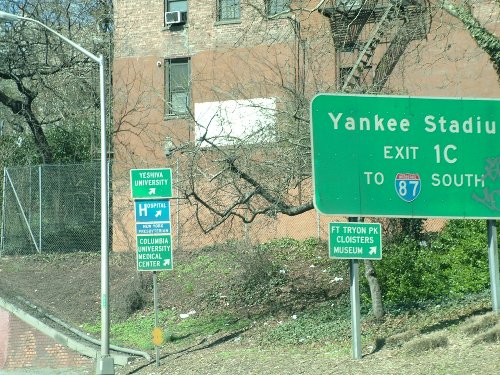 YESHIVA
UNIVERSITY
HOSPITAL
NEW YORK
PRESBYTERIAN
COLUMBIA
UNIVERSITY
MEDICAL
CENTER
Yankee Stadiu
EXIT 1C
TO 87 SOUTH
FT TRYON PK
CLOISTERS
MUSEUM